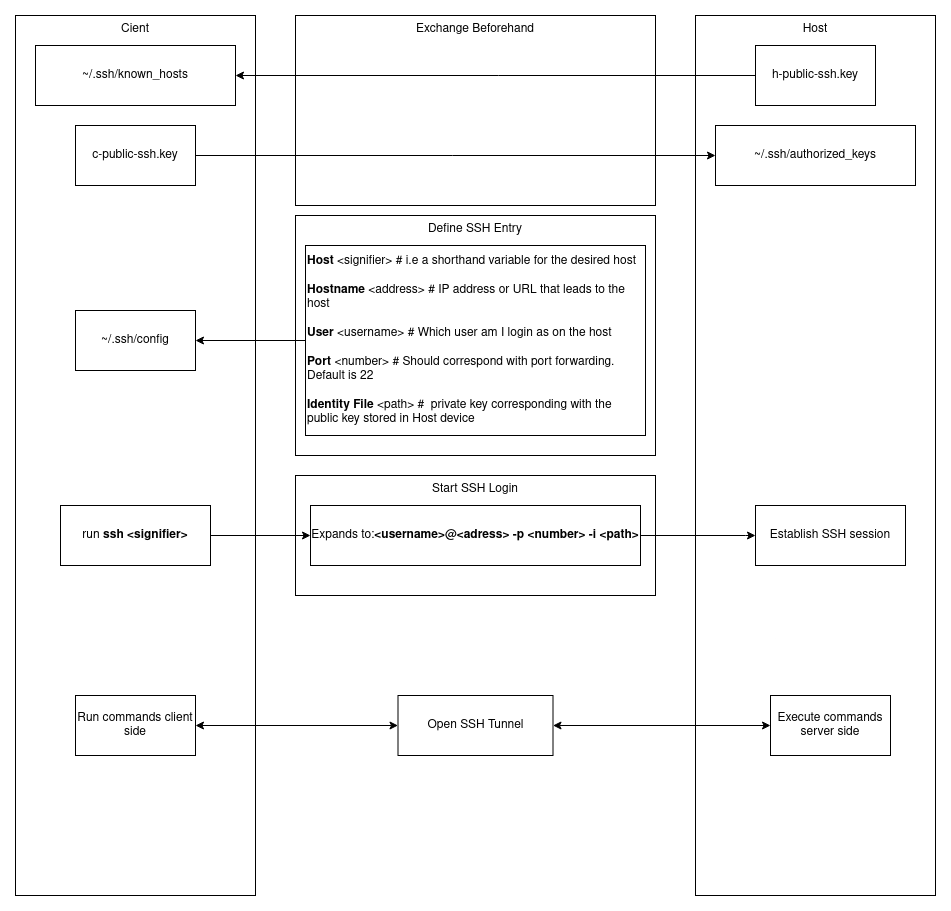 Cient
Exchange Beforehand
Host
~/.ssh/known_hosts
h-public-ssh.key
c-public-ssh.key
~/.ssh/authorized_keys
Define SSH Entry
Host <signifier> # i.e a shorthand variable for the desired host
Hostname <address> # IP address or URL that leads to the
host
User <username> # Which user am I login as on the host
Port <number> # Should correspond with port forwarding.
Default is 22
Identity File <path> #  private key corresponding with the
public key stored in Host device
~/.ssh/config
Start SSH Login
run ssh <signifier>
Expands to:<username>@<adress> -p <number> -i <path>
Establish SSH session
Run commands client
side
Open SSH Tunnel
Execute commands
server side